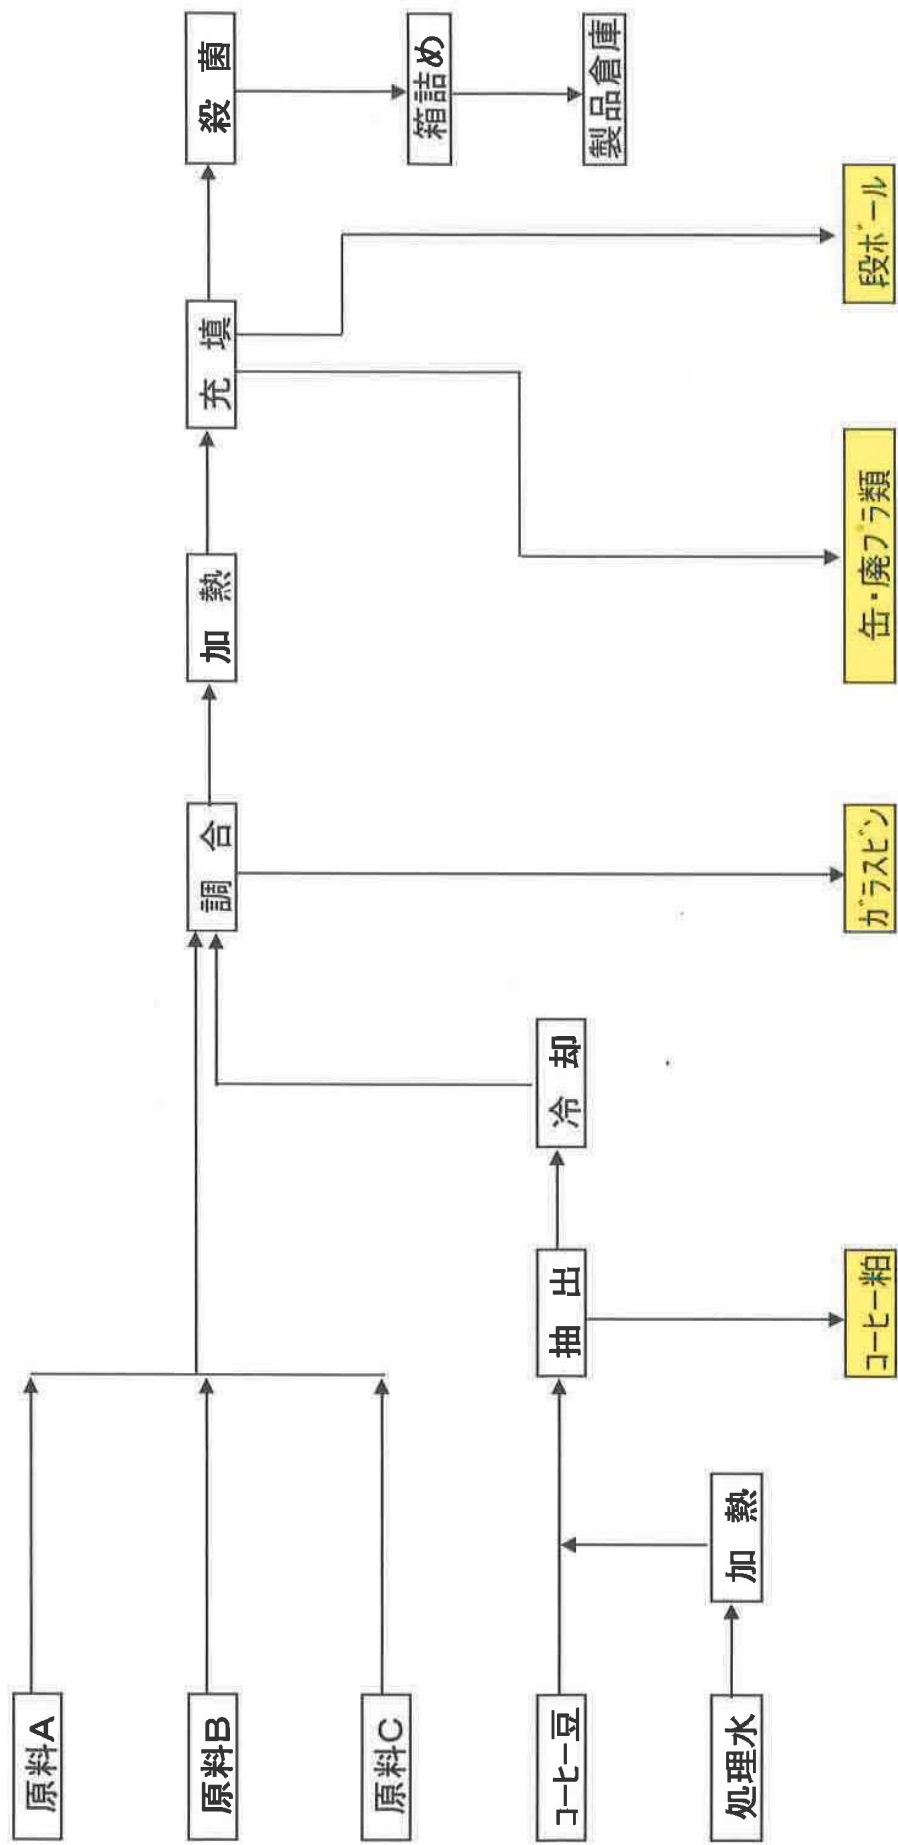 原料A
原料B
原料C
コーヒー豆
処理水
加熱
抽出
冷却
調合
加熱
充填
殺菌
箱詰め
製品倉庫
コーヒー粕
ガラスビン
缶・廃プラ類
段ボール